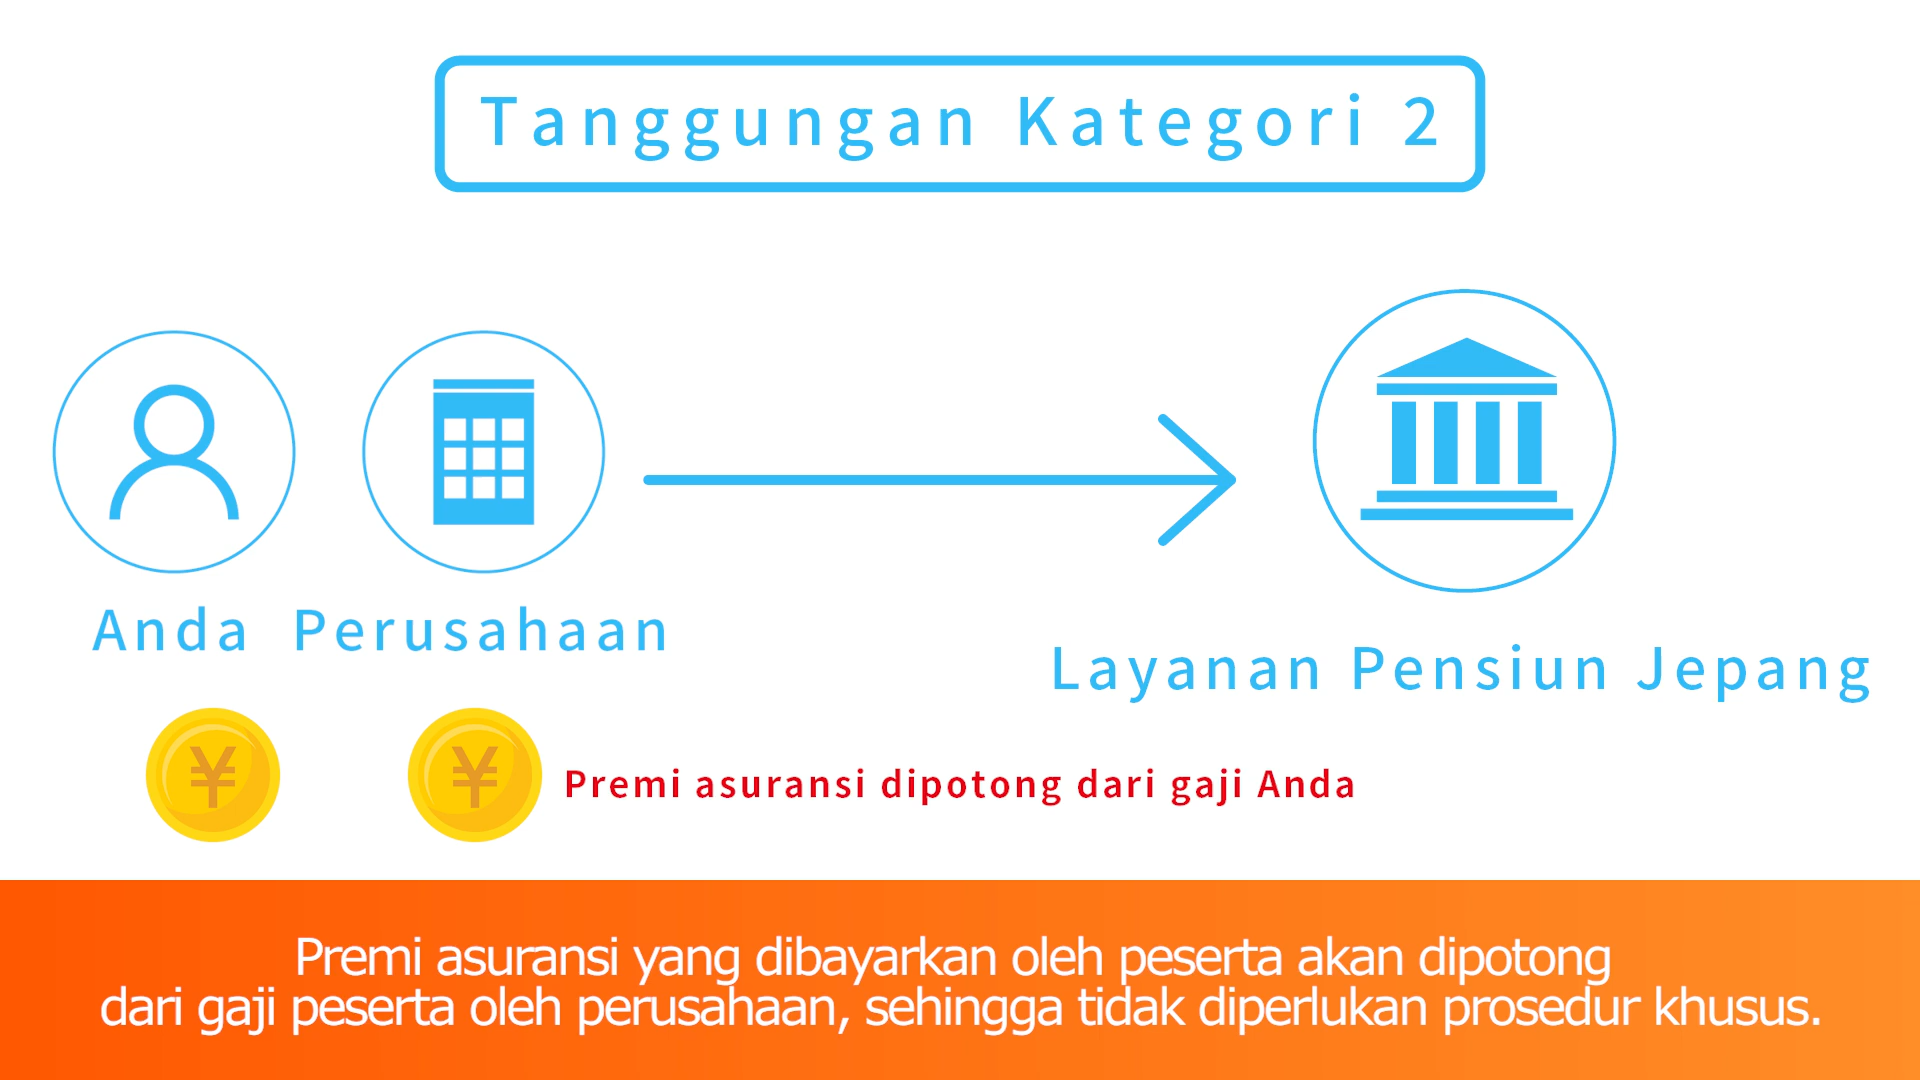 Tanggungan Kategori 2
Anda Perusahaan
Layanan Pensiun Jepang
¥ ¥
Premi asuransi dipotong dari gaji Anda
Premi asuransi yang dibayarkan oleh peserta akan dipotong
dari gaji peserta oleh perusahaan, sehingga tidak diperlukan prosedur khusus.